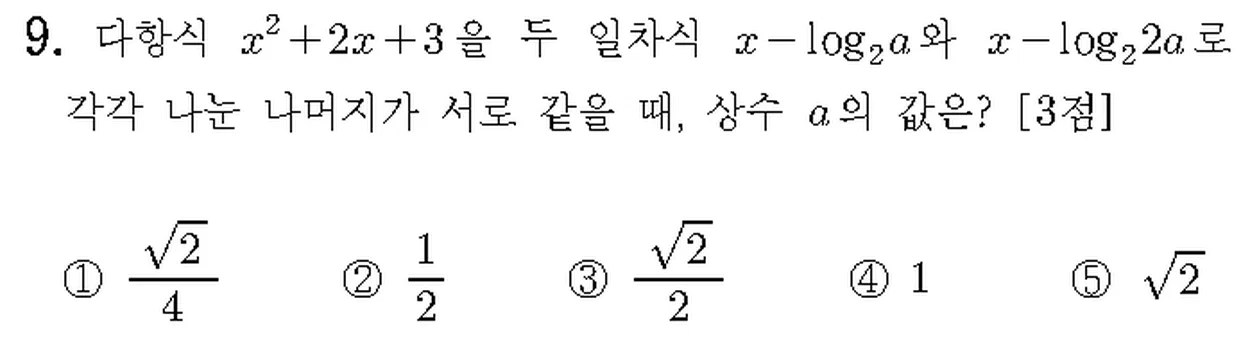 9. 다항식 x²+2x+3을 두 일차식 x−log₂a와 x−log₂2a로
각각 나눈 나머지가 서로 같을 때, 상수 a의 값은? [3점]
① √2/4 ② 1/2 ③ √2/2 ④ 1 ⑤ √2